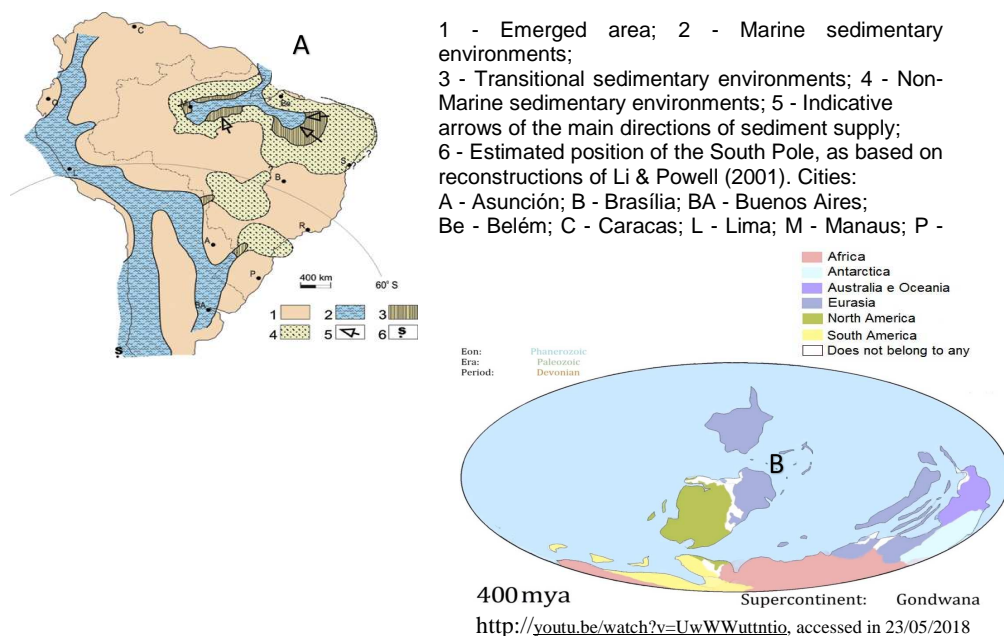 A
C
Q
L
M
Be
B
R
A
P
BA
S
400 km
60° S
1
2
3
4
5
6
S
1 - Emerged area; 2 - Marine sedimentary
environments;
3 - Transitional sedimentary environments; 4 - Non-
Marine sedimentary environments; 5 - Indicative
arrows of the main directions of sediment supply;
6 - Estimated position of the South Pole, as based on
reconstructions of Li & Powell (2001). Cities:
A - Asunción; B - Brasília; BA - Buenos Aires;
Be - Belém; C - Caracas; L - Lima; M - Manaus; P -
Africa
Antarctica
Australia e Oceania
Eurasia
North America
South America
Does not belong to any
Eon: Phanerozoic
Era: Paleozoic
Period: Devonian
B
400 mya
Supercontinent: Gondwana
http://youtu.be/watch?v=UwWWuttntio, accessed in 23/05/2018